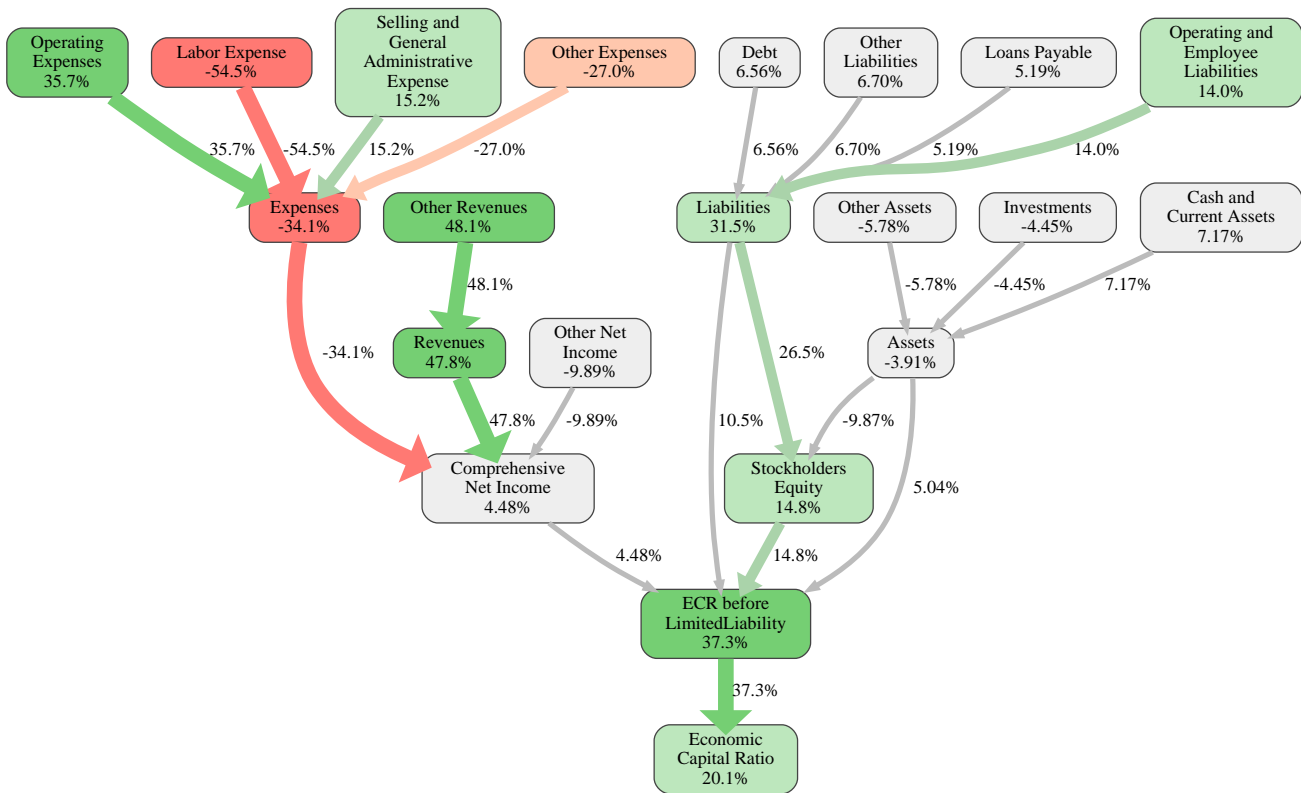 Operating
Expenses
35.7%
Labor Expense
-54.5%
Selling and
General
Administrative
Expense
15.2%
Other Expenses
-27.0%
Debt
6.56%
Other
Liabilities
6.70%
Loans Payable
5.19%
Operating and
Employee
Liabilities
14.0%
35.7%
-54.5%
15.2%
-27.0%
6.56%
6.70%
5.19%
14.0%
Expenses
-34.1%
Other Revenues
48.1%
Liabilities
31.5%
Other Assets
-5.78%
Investments
-4.45%
Cash and
Current Assets
7.17%
48.1%
-5.78%
-4.45%
7.17%
-34.1%
Revenues
47.8%
Other Net
Income
-9.89%
26.5%
Assets
-3.91%
47.8%
-9.89%
10.5%
-9.87%
Comprehensive
Net Income
4.48%
Stockholders
Equity
14.8%
5.04%
4.48%
14.8%
ECR before
LimitedLiability
37.3%
37.3%
Economic
Capital Ratio
20.1%